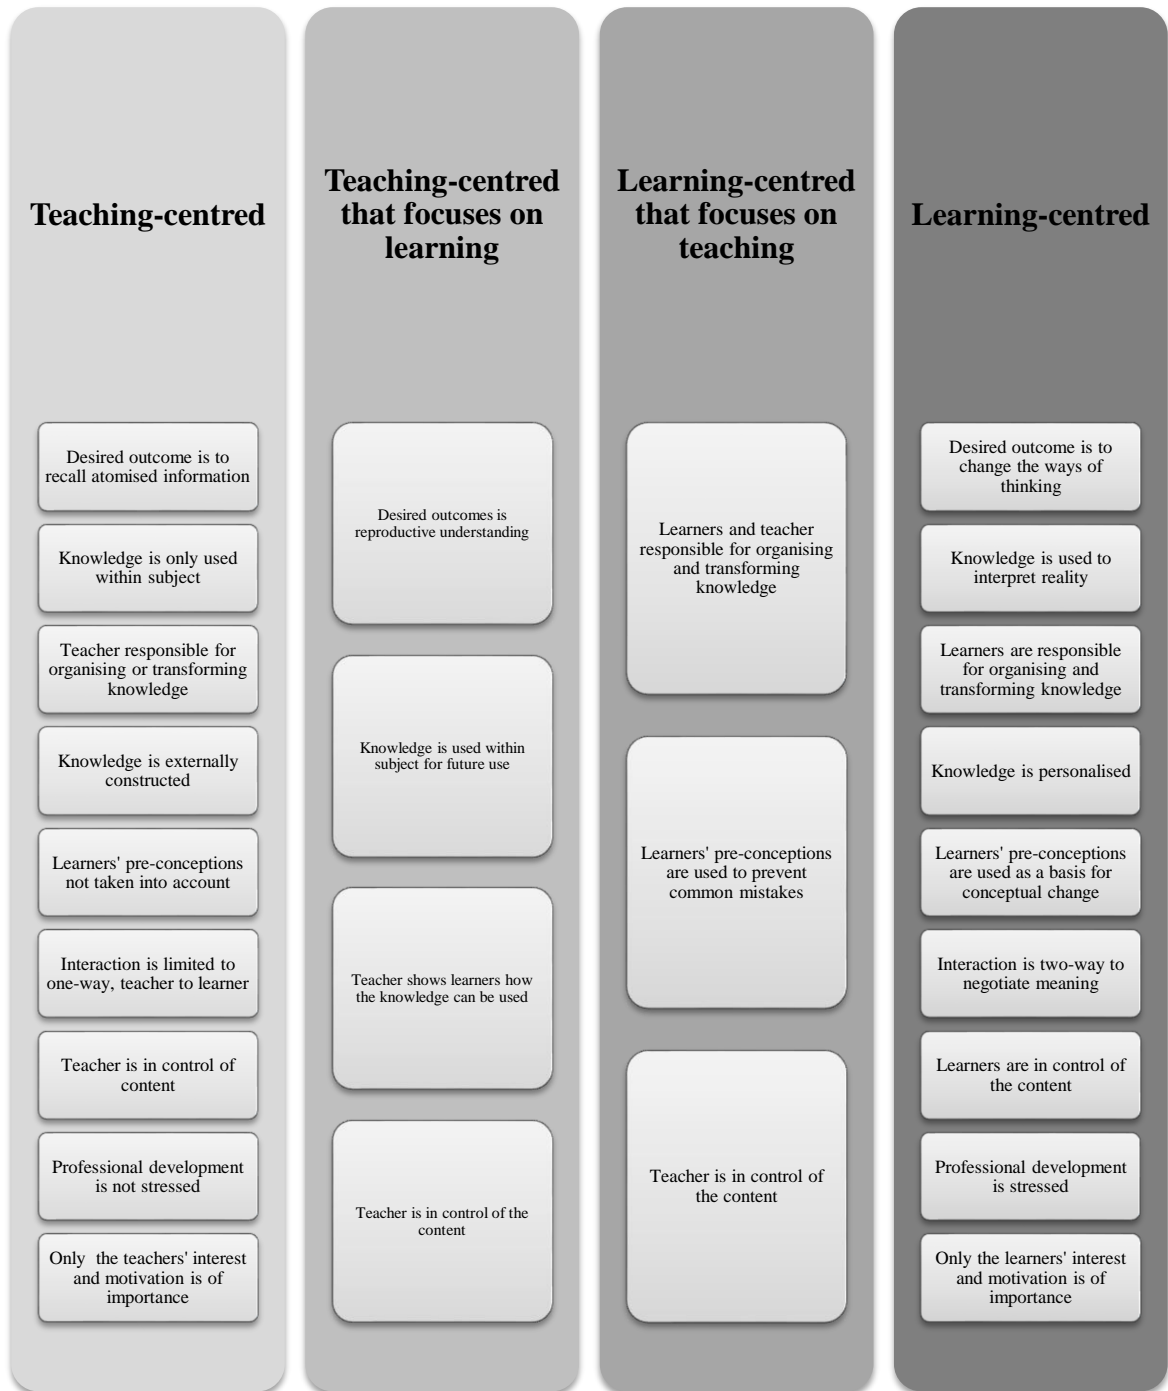 Teaching-centred
Desired outcome is to
recall atomised information
Knowledge is only used
within subject
Teacher responsible for
organising or transforming
knowledge
Knowledge is externally
constructed
Learners' pre-conceptions
not taken into account
Interaction is limited to
one-way, teacher to learner
Teacher is in control of
content
Professional development
is not stressed
Only the teachers' interest
and motivation is of
importance
Teaching-centred
that focuses on
learning
Desired outcomes is
reproductive understanding
Knowledge is used within
subject for future use
Teacher shows learners how
the knowledge can be used
Teacher is in control of the
content
Learning-centred
that focuses on
teaching
Learners and teacher
responsible for organising
and transforming
knowledge
Learners' pre-conceptions
are used to prevent
common mistakes
Teacher is in control of
the content
Learning-centred
Desired outcome is to
change the ways of
thinking
Knowledge is used to
interpret reality
Learners are responsible
for organising and
transforming knowledge
Knowledge is personalised
Learners' pre-conceptions
are used as a basis for
conceptual change
Interaction is two-way to
negotiate meaning
Learners are in control of
the content
Professional development
is stressed
Only the learners' interest
and motivation is of
importance